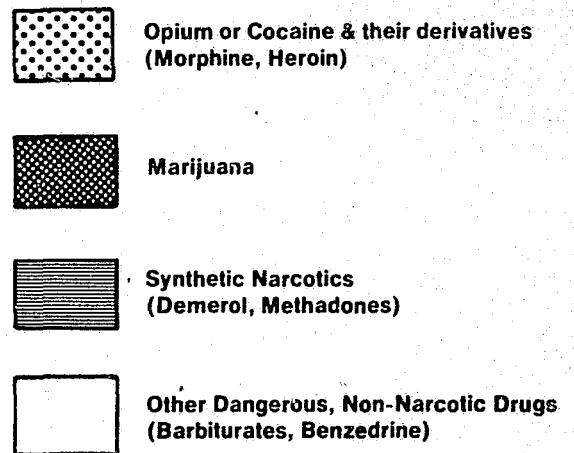 Opium or Cocaine & their derivatives
(Morphine, Heroin)
Marijuana
Synthetic Narcotics
(Demerol, Methadones)
Other Dangerous, Non-Narcotic Drugs
(Barbiturates, Benzedrine)